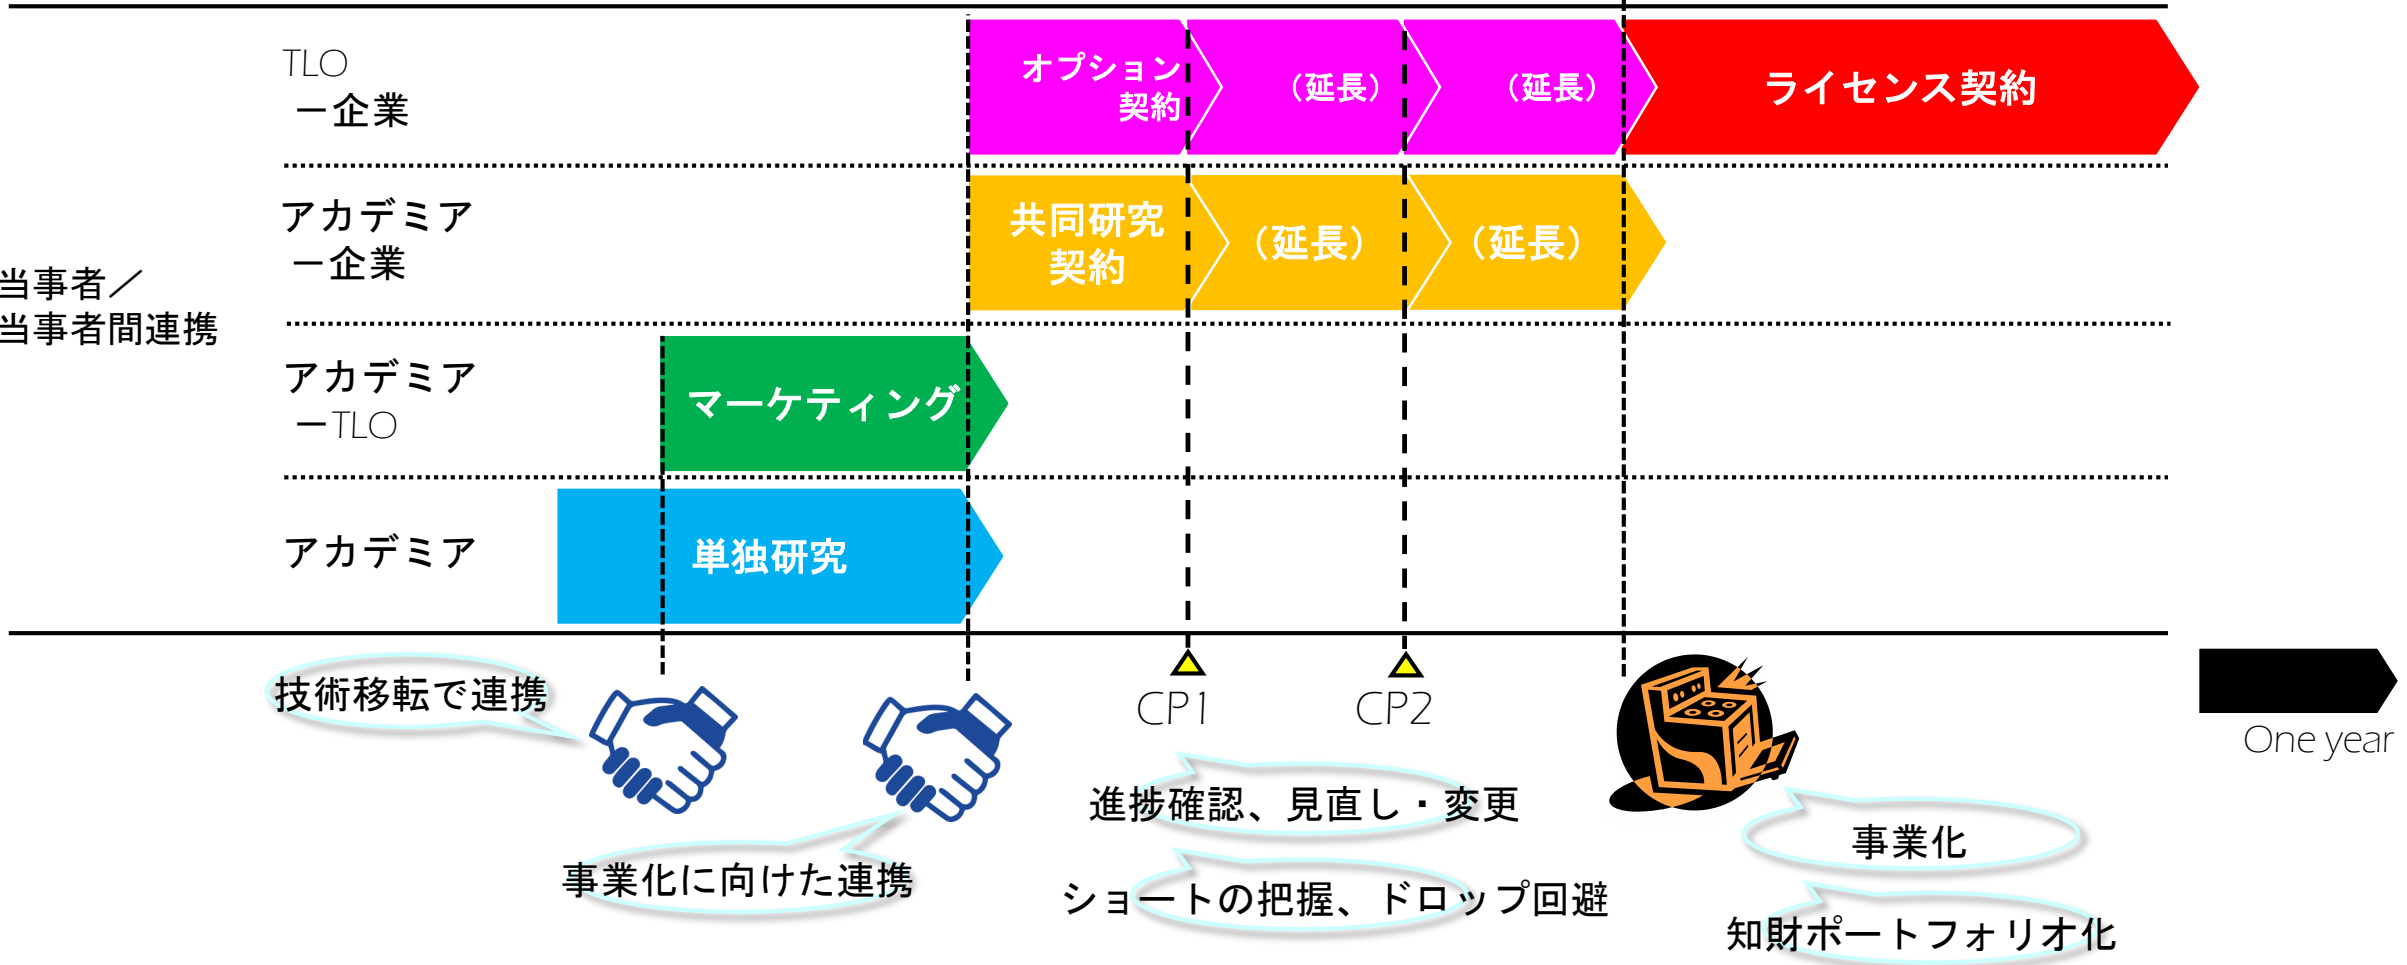 TLO
－企業
オプション
契約
（延長）
（延長）
ライセンス契約
アカデミア
－企業
共同研究
契約
（延長）
（延長）
当事者／
当事者間連携
アカデミア
－TLO
マーケティング
アカデミア
単独研究
技術移転で連携
CP1
CP2
One year
進捗確認、見直し・変更
事業化
事業化に向けた連携
ショートの把握、ドロップ回避
知財ポートフォリオ化